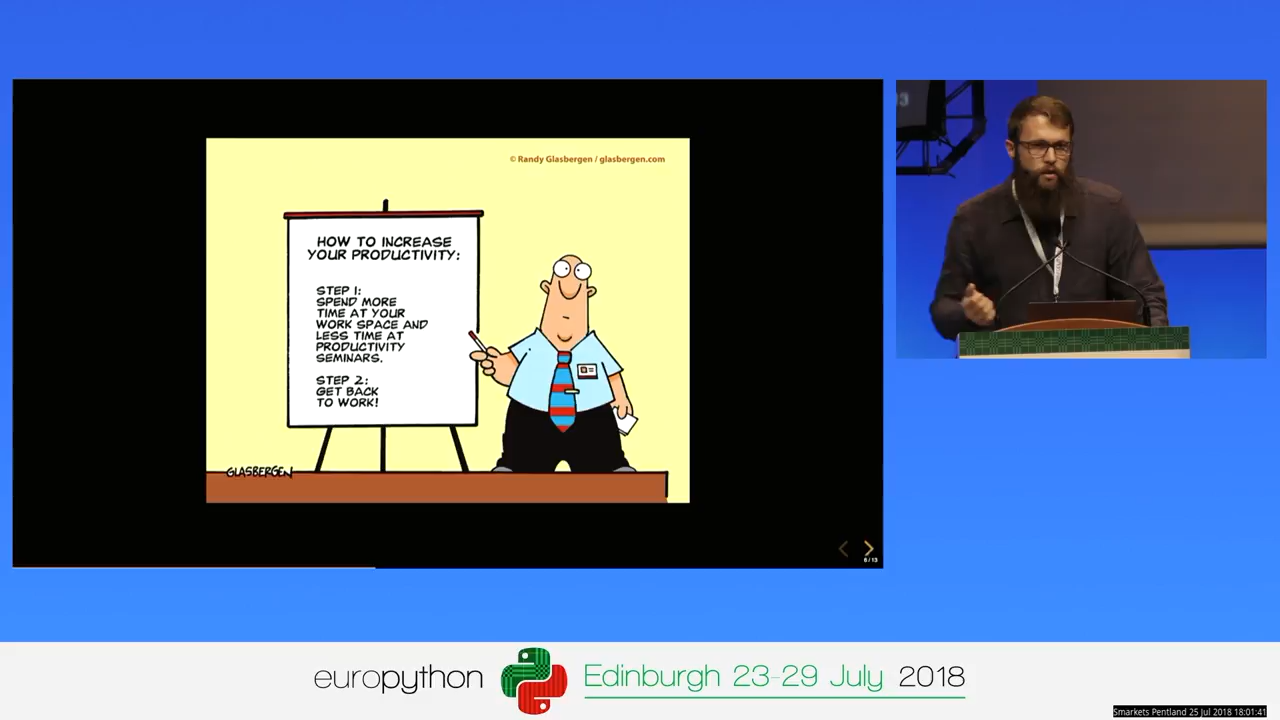 © Randy Glasbergen / glasbergen.com
HOW TO INCREASE
YOUR PRODUCTIVITY:
STEP 1:
SPEND MORE
TIME AT YOUR
WORK SPACE AND
LESS TIME AT
PRODUCTIVITY
SEMINARS.
STEP 2:
GET BACK
TO WORK!
GLASBERGEN
6 / 13
europython
Edinburgh 23-29 July 2018
Smarkets Pentland 25 Jul 2018 18:01:41